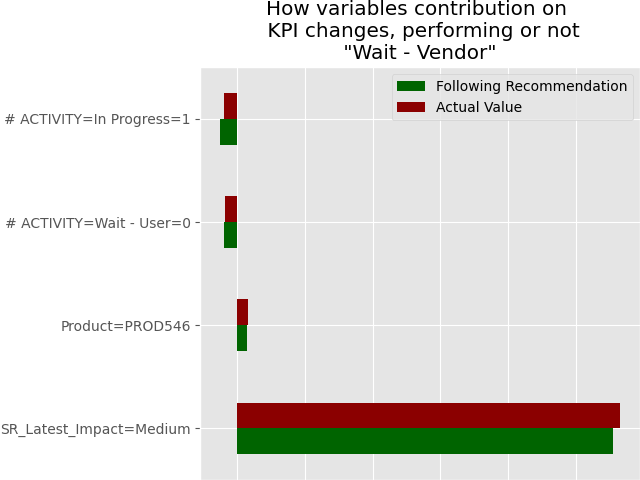 How variables contribution on
KPI changes, performing or not
"Wait - Vendor"
Following Recommendation
Actual Value
# ACTIVITY=In Progress=1
# ACTIVITY=Wait - User=0
Product=PROD546
SR_Latest_Impact=Medium